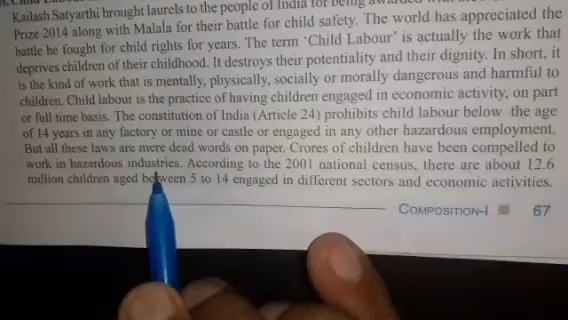 Kailash Satyarthi brought laurels to the people of India for being
Prize 2014 along with Malala for their battle for child safety. The world has appreciated the
battle he fought for child rights for years. The term 'Child Labour' is actually the work that
deprives children of their childhood. It destroys their potentiality and their dignity. In short, it
is the kind of work that is mentally, physically, socially or morally dangerous and harmful to
children. Child labour is the practice of having children engaged in economic activity, on part
or full time basis. The constitution of India (Article 24) prohibits child labour below the age
of 14 years in any factory or mine or castle or engaged in any other hazardous employment.
But all these laws are mere dead words on paper. Crores of children have been compelled to
work in hazardous industries. According to the 2001 national census, there are about 12.6
million children aged between 5 to 14 engaged in different sectors and economic activities.
COMPOSITION-I 67